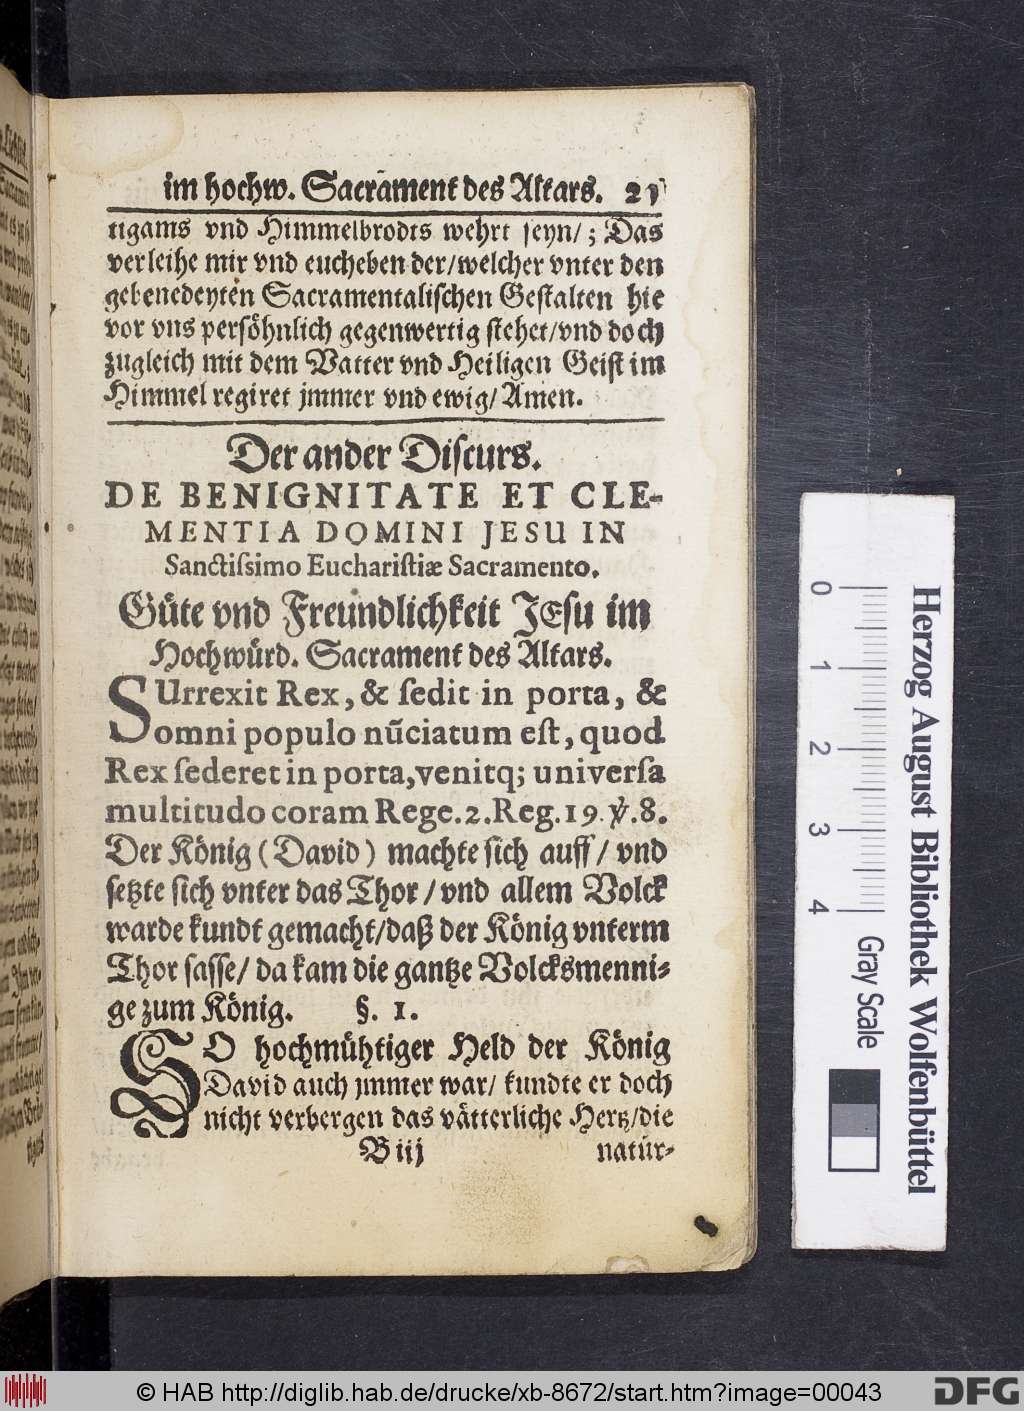 im hochw. Sacrament des Altars. 21
tigams vnd Himmelbrodts wehrt seyn/; Das
verleihe mir vnd eucheben der/welcher vnter den
gebenedeyten Sacramentalischen Gestalten hie
vor vns persöhnlich gegenwertig stehet/vnd doch
zugleich mit dem Vatter vnd Heiligen Geist im
Himmel regiret jmmer vnd ewig/ Amen.
Der ander Discurs.
DE BENIGNITATE ET CLE-
MENTIA DOMINI JESU IN
Sanctissimo Eucharistiæ Sacramento.
Güte vnd Freundlichkeit JEsu im
Hochwürd. Sacrament des Altars.
SUrrexit Rex, & sedit in porta, &
omni populo nũciatum est, quod
Rex sederet in porta, venitq; universa
multitudo coram Rege. 2. Reg. 19. ℣. 8.
Der König (David) machte sich auff/ vnd
setzte sich vnter das Thor/vnd allem Volck
warde kundt gemacht/daß der König vnterm
Thor sasse/ da kam die gantze Volcksmenni-
ge zum König. §. 1.
SO hochmühtiger Held der König
David auch jmmer war/ kundte er doch
nicht verbergen das vätterliche Hertz/die
B iij natür-
Herzog August Bibliothek Wolfenbüttel
0 1 2 3 4 Gray Scale
© HAB http://diglib.hab.de/drucke/xb-8672/start.htm?image=00043
DFG